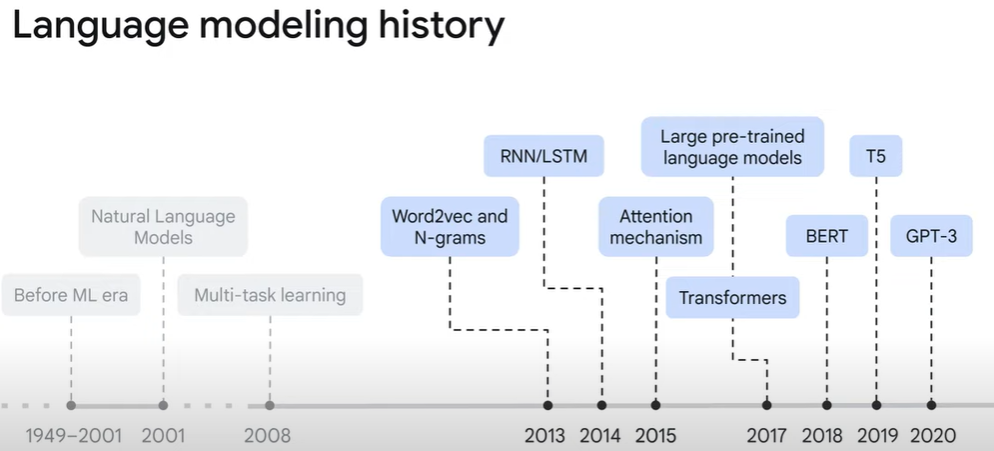 Language modeling history
Large pre-trained
language models
RNN/LSTM
T5
Natural Language
Models
Word2vec and
N-grams
Attention
mechanism
BERT
GPT-3
Before ML era
Multi-task learning
Transformers
1949–2001
2001
2008
2013
2014
2015
2017
2018
2019
2020